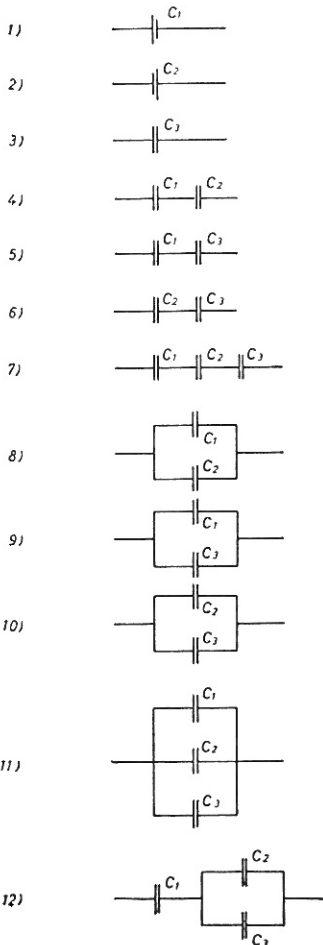 1) C1
2) C2
3) C3
4) C1 C2
5) C1 C3
6) C2 C3
7) C1 C2 C3
8) C1
C2
9) C1
C3
10) C2
C3
11) C1
C2
C3
12) C1 C2
C3